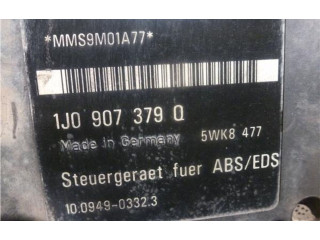 *MMS9M01A77*
1J0 907 379 Q
Made in Germany 5WK8 477
Steuergeraet fuer ABS/EDS
10.0949-0332.3